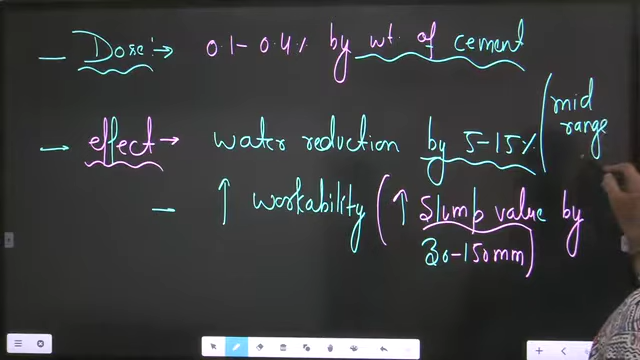 – Dose:→ 0.1–0.4% by wt. of cement
– effect→ water reduction by 5–15% (mid range
– ↑ workability (↑ Slump value by
30–150mm)